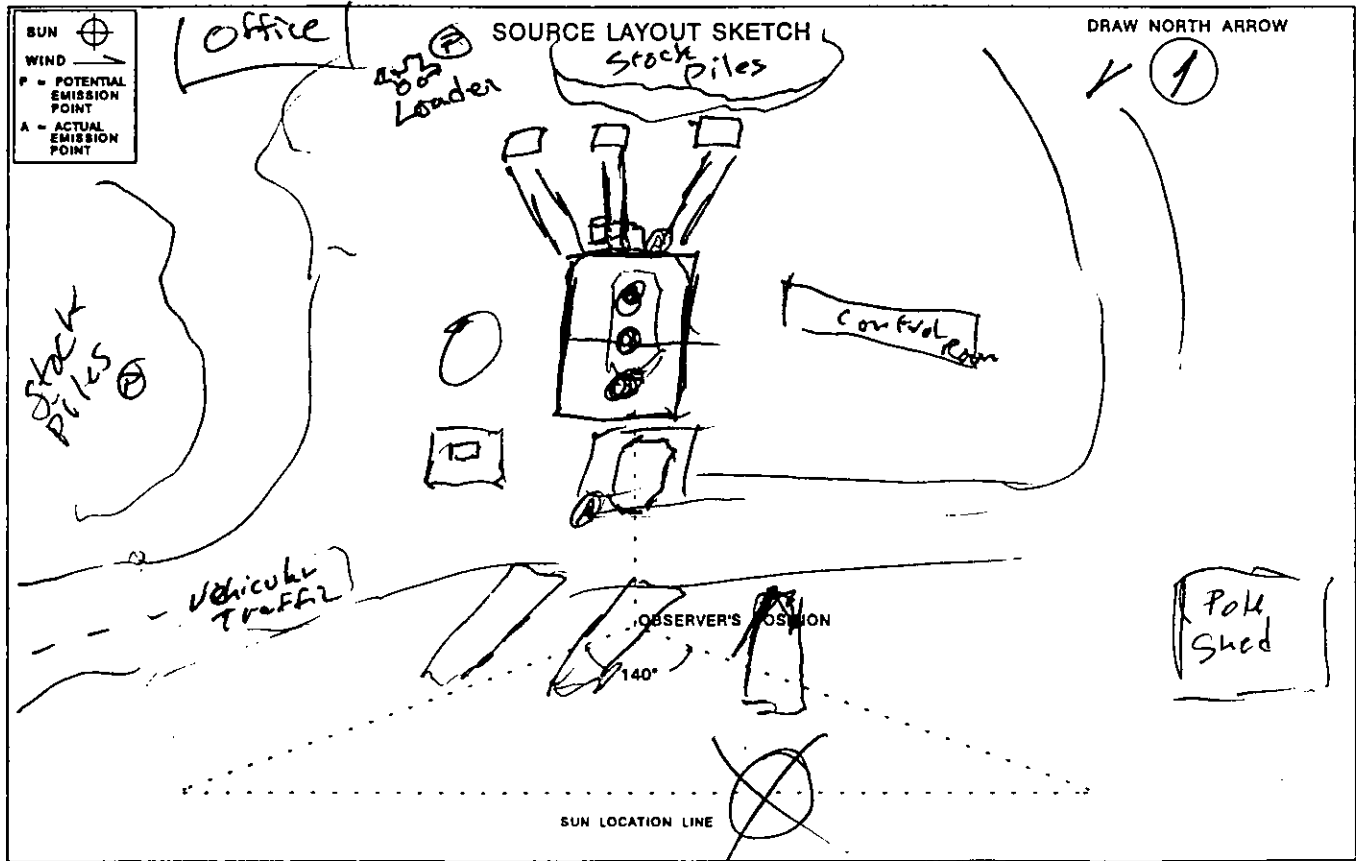 SUN
WIND
P = POTENTIAL
EMISSION
POINT
A = ACTUAL
EMISSION
POINT
Office
SOURCE LAYOUT SKETCH
DRAW NORTH ARROW
P
Loader
Stock
Piles
A
Stock
Piles
P
Control
Room
A
Vehicular
Traffic
OBSERVER'S POSITION
140°
Pole
Shed
SUN LOCATION LINE